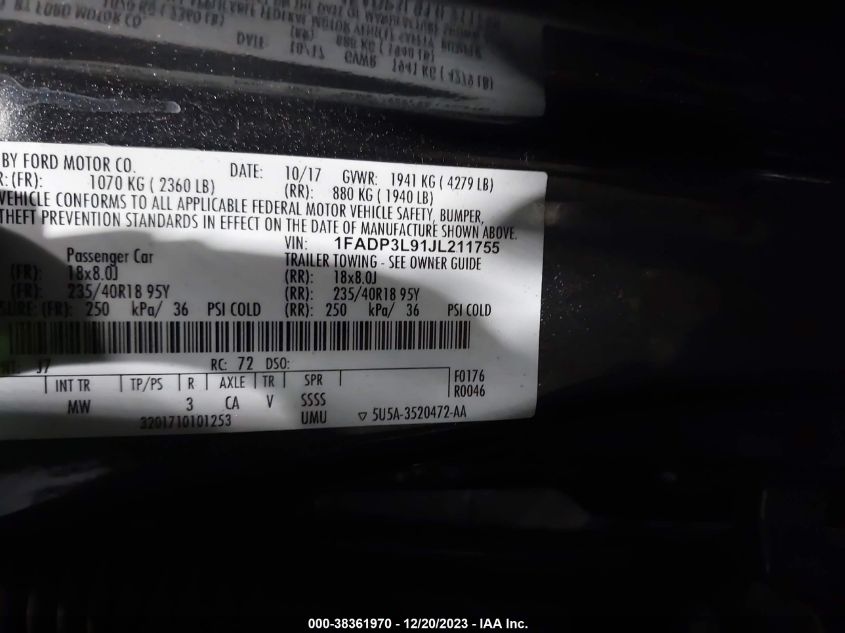 BY FORD MOTOR CO. DATE: 10/17 GVWR: 1941 KG ( 4279 LB)
R: (FR): 1070 KG ( 2360 LB) (RR): 880 KG ( 1940 LB)
VEHICLE CONFORMS TO ALL APPLICABLE FEDERAL MOTOR VEHICLE SAFETY, BUMPER,
THEFT PREVENTION STANDARDS IN EFFECT ON THE DATE OF MANUFACTURE SHOWN ABOVE.
VIN: 1FADP3L91JL211755
Passenger Car TRAILER TOWING - SEE OWNER GUIDE
(FR): 18x8.0J (RR): 18x8.0J
(FR): 235/40R18 95Y (RR): 235/40R18 95Y
SURE: (FR): 250 kPa/ 36 PSI COLD (RR): 250 kPa/ 36 PSI COLD
J7 RC: 72 DSO:
INT TR TP/PS R AXLE TR SPR F0176
MW 3 CA V SSSS R0046
3201710101253 UMU ▽ 5U5A-3520472-AA
000-38361970 - 12/20/2023 - IAA Inc.